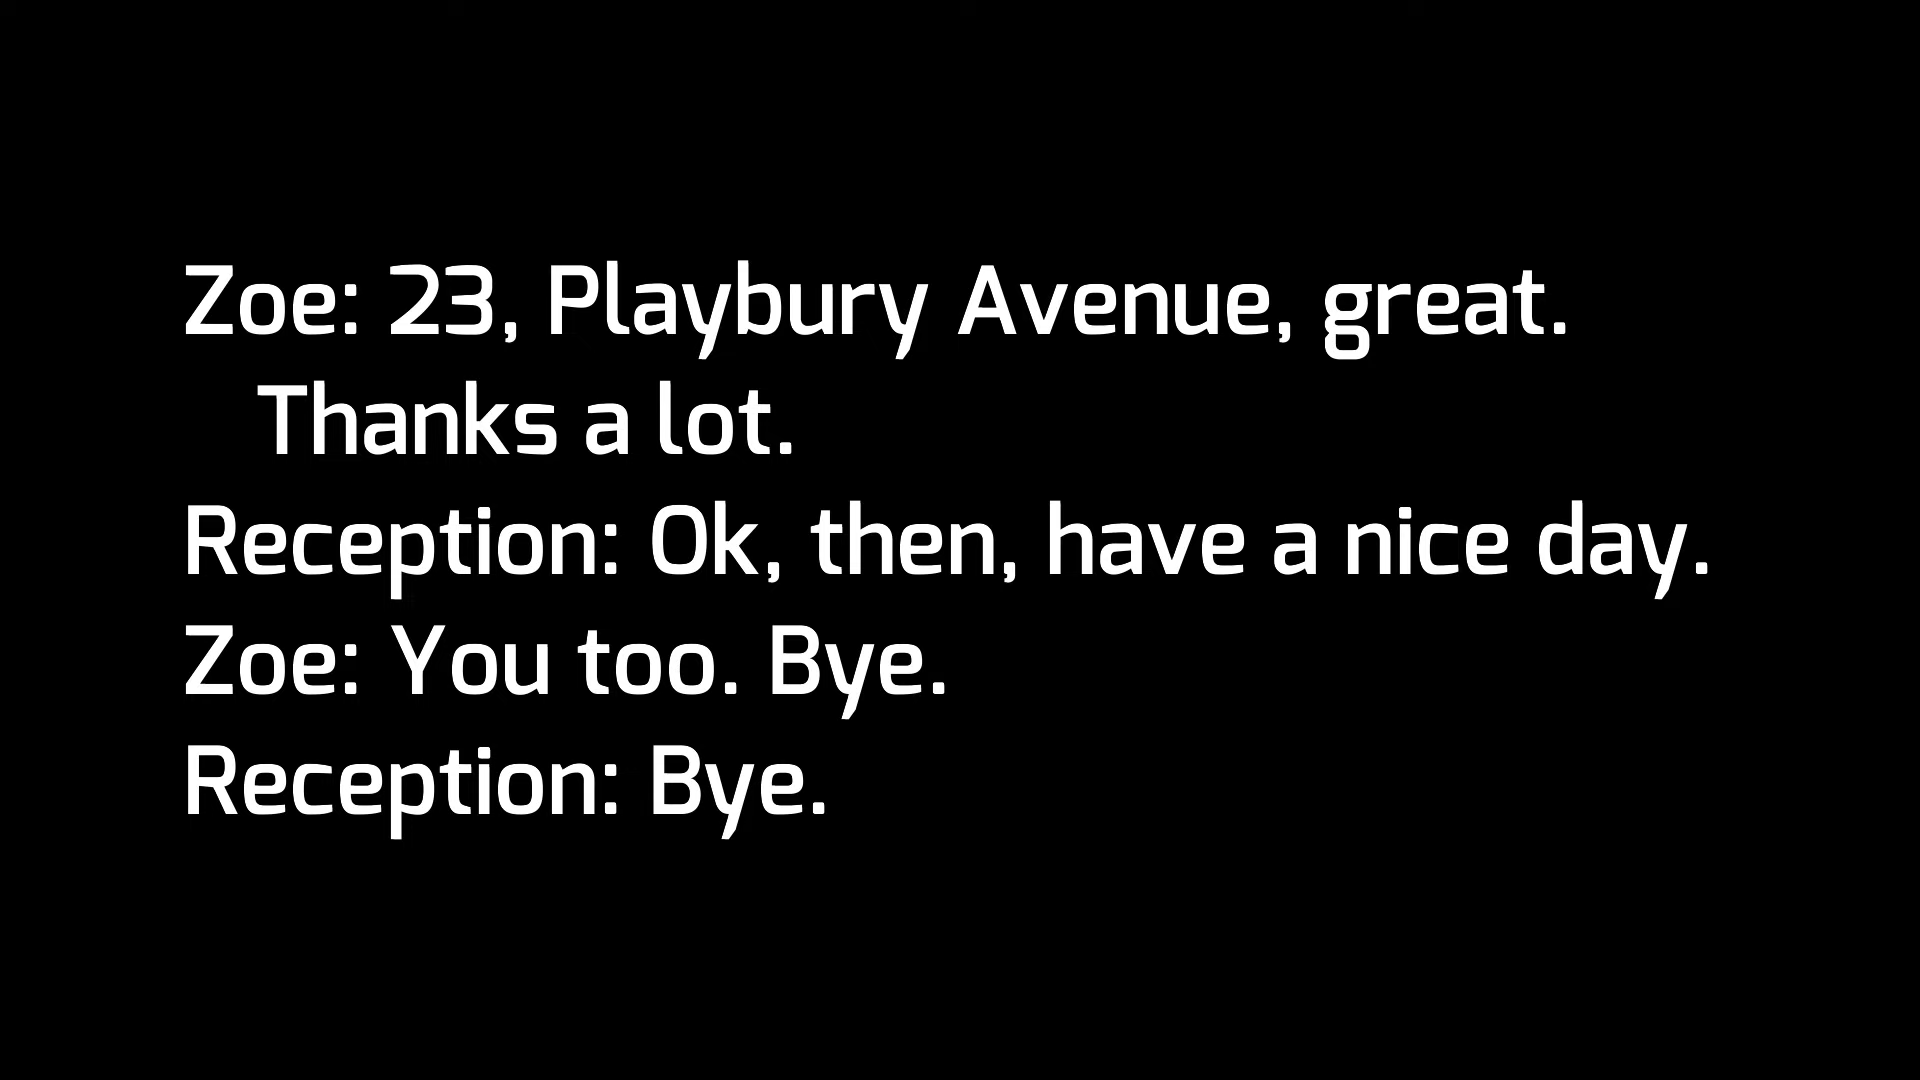 Zoe: 23, Playbury Avenue, great.
Thanks a lot.
Reception: Ok, then, have a nice day.
Zoe: You too. Bye.
Reception: Bye.